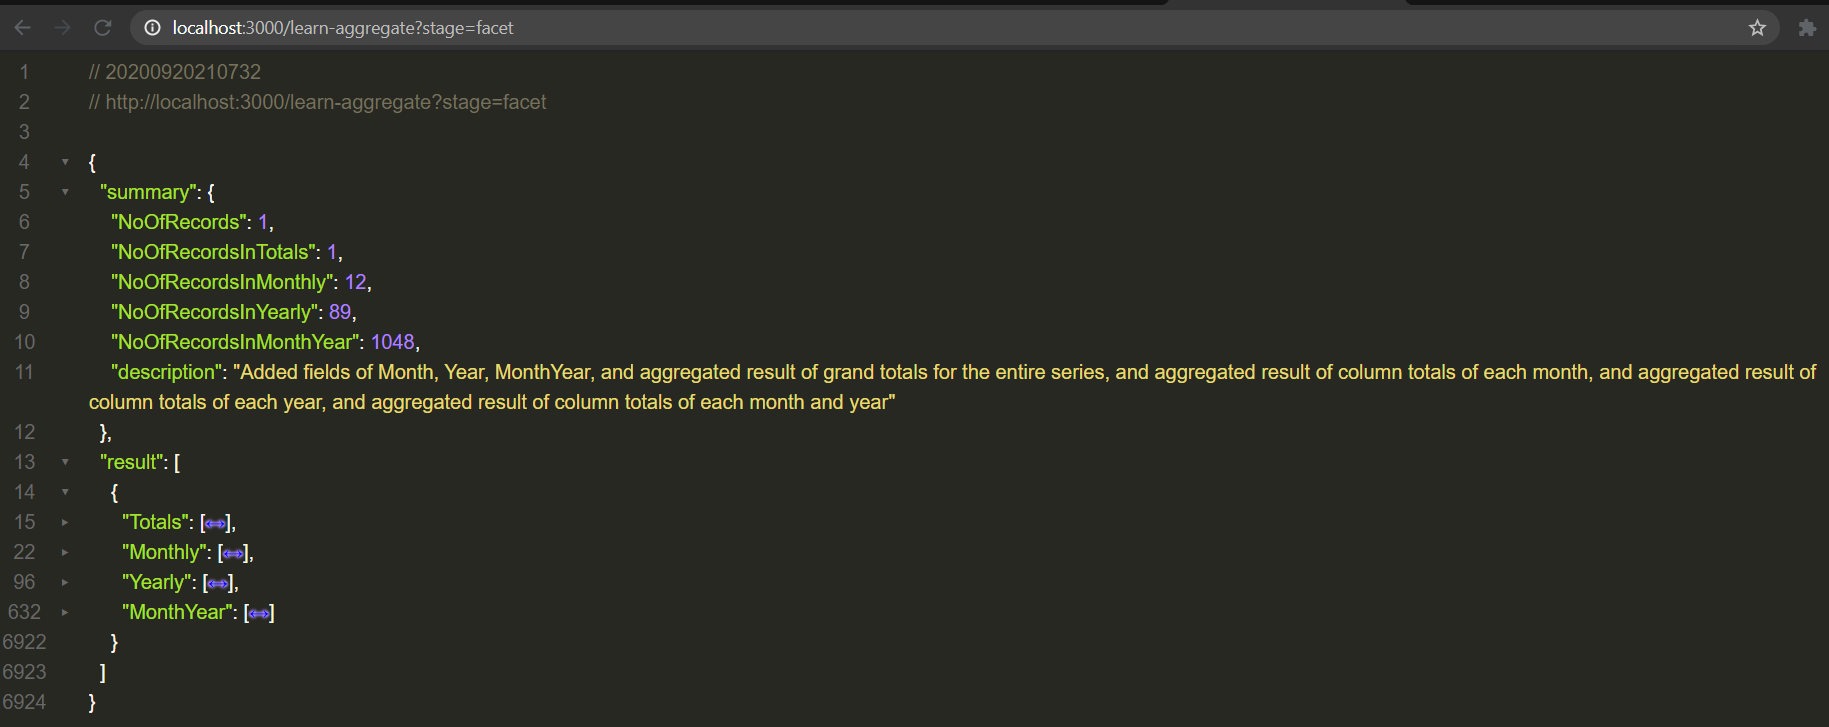 localhost:3000/learn-aggregate?stage=facet
1 // 20200920210732
2 // http://localhost:3000/learn-aggregate?stage=facet
3
4 {
5 "summary": {
6 "NoOfRecords": 1,
7 "NoOfRecordsInTotals": 1,
8 "NoOfRecordsInMonthly": 12,
9 "NoOfRecordsInYearly": 89,
10 "NoOfRecordsInMonthYear": 1048,
11 "description": "Added fields of Month, Year, MonthYear, and aggregated result of grand totals for the entire series, and aggregated result of column totals of each month, and aggregated result of
column totals of each year, and aggregated result of column totals of each month and year"
12 },
13 "result": [
14 {
15 "Totals": [⟷],
22 "Monthly": [⟷],
96 "Yearly": [⟷],
632 "MonthYear": [⟷]
6922 }
6923 ]
6924 }